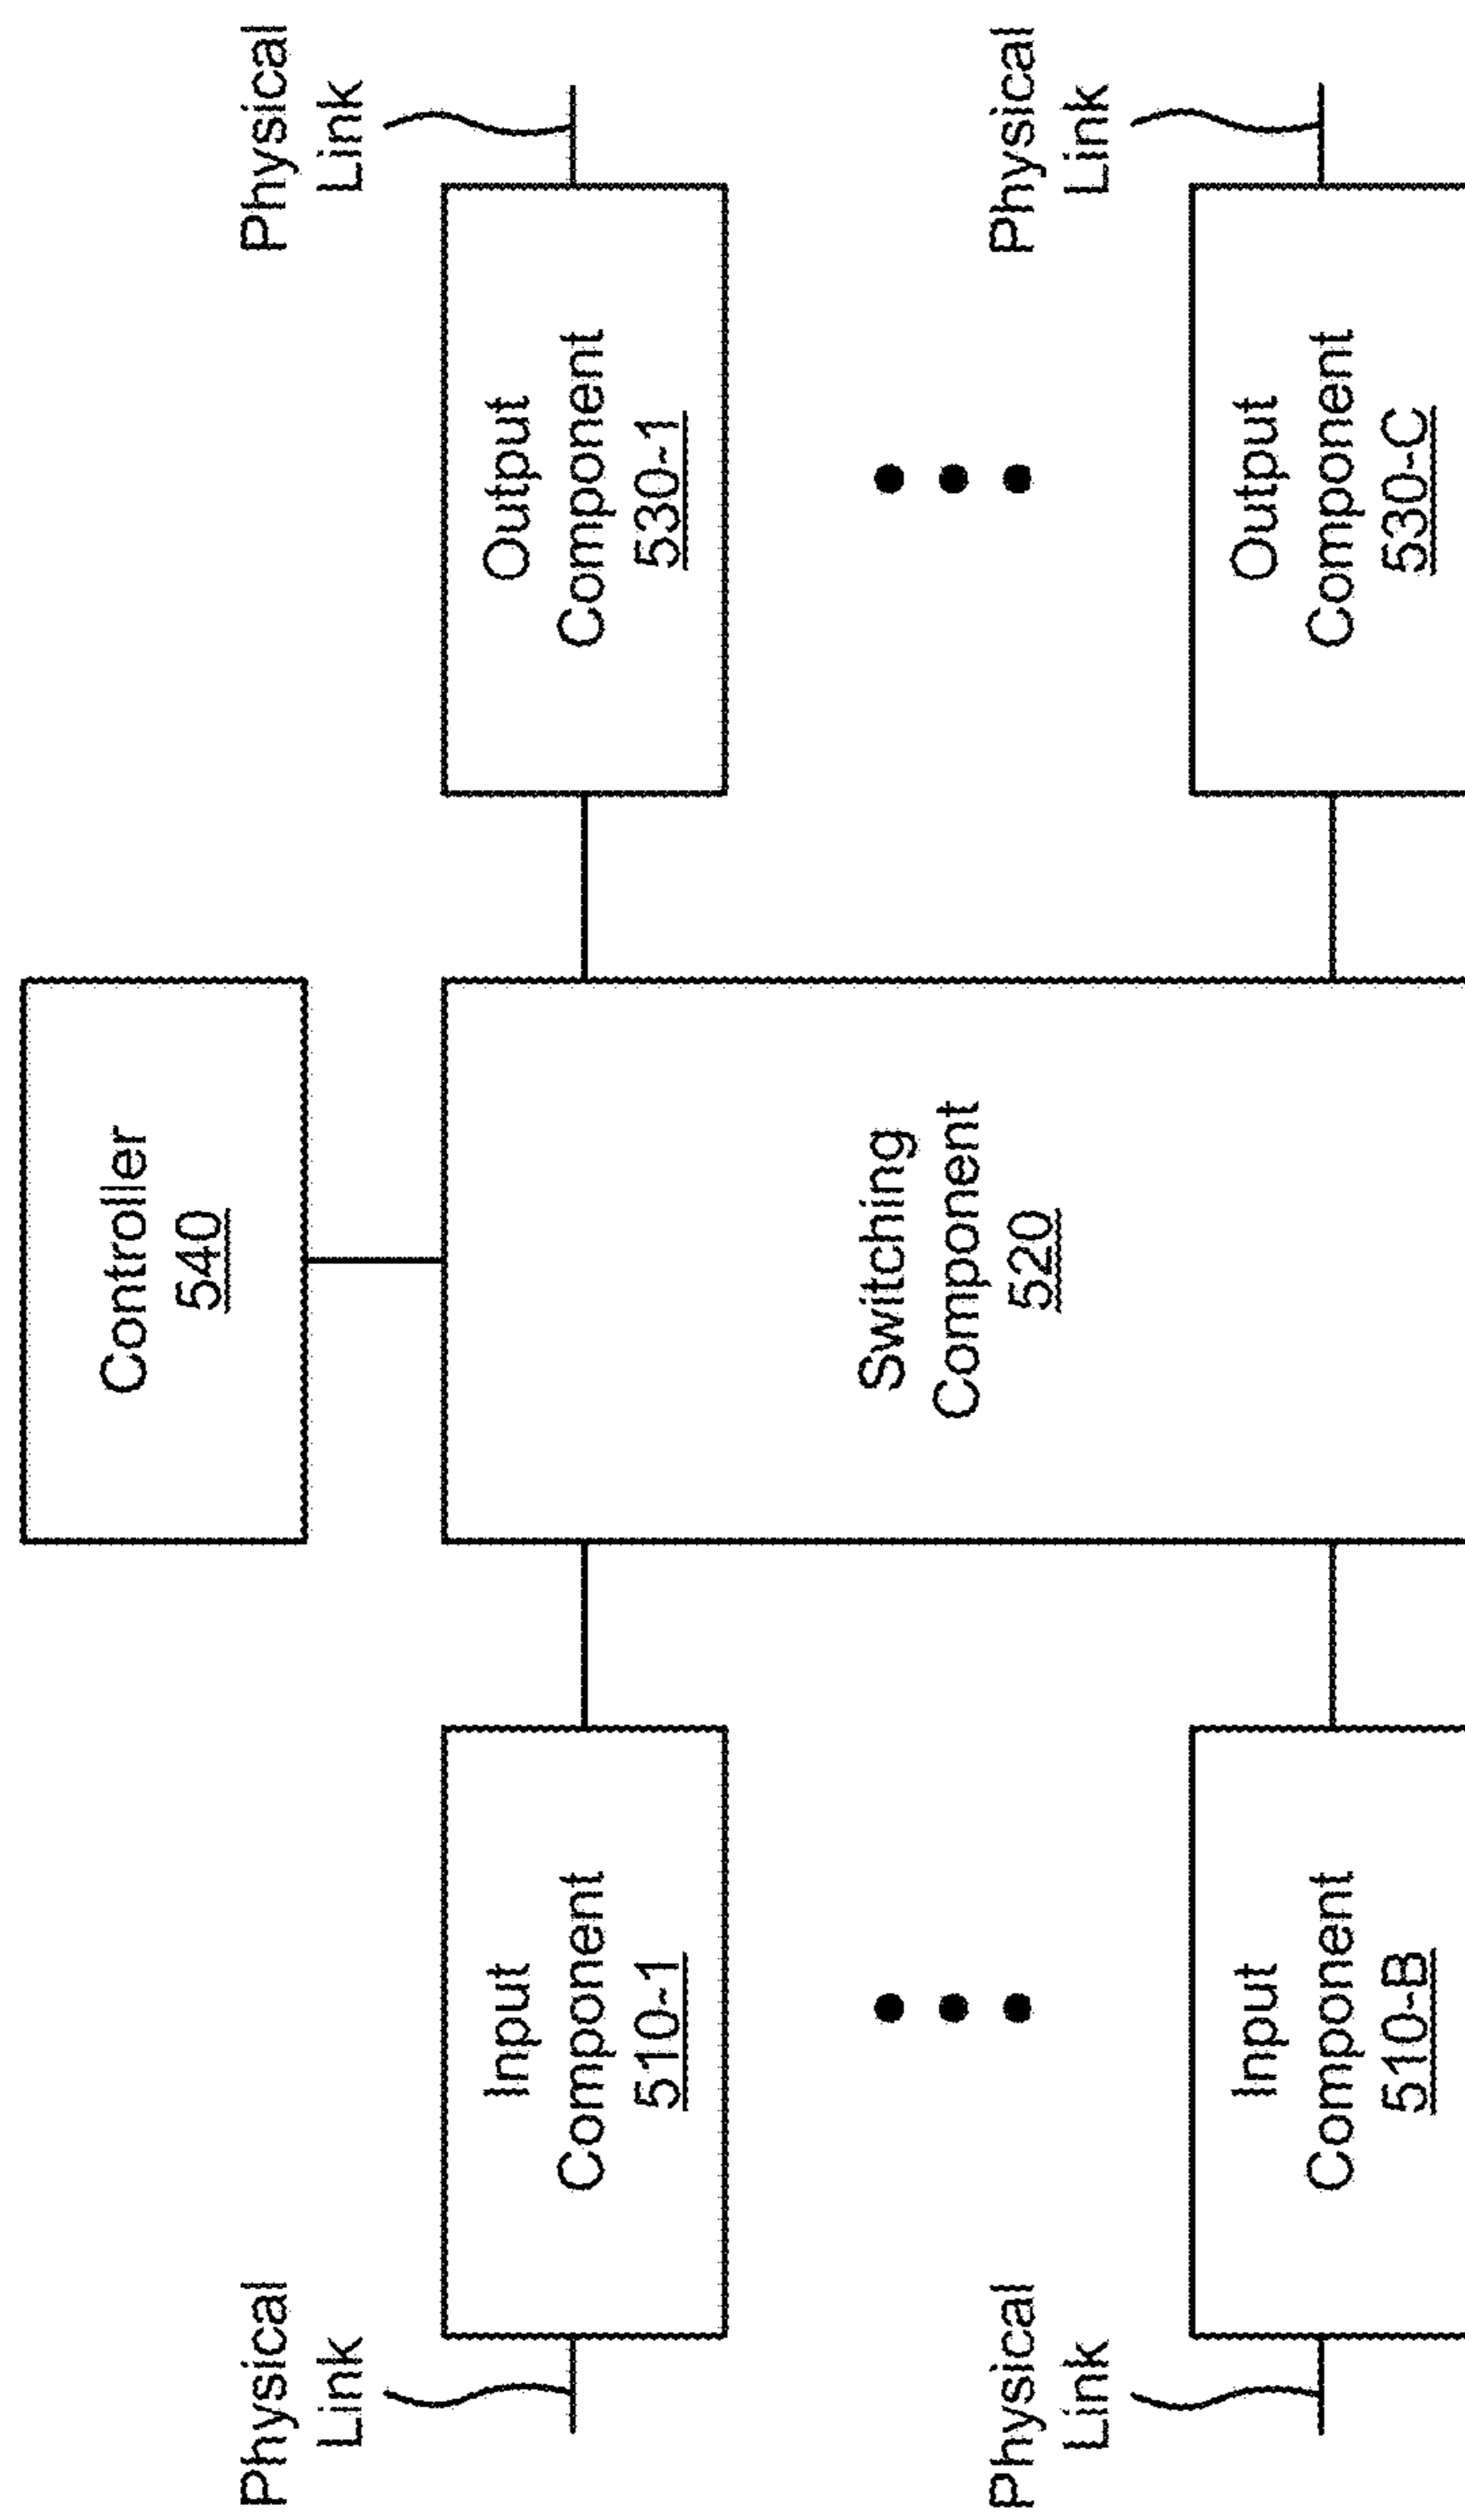 Controller
540
Physical
Link
Input
Component
510-1
Switching
Component
520
Output
Component
530-1
Physical
Link
Physical
Link
Input
Component
510-B
Output
Component
530-C
Physical
Link